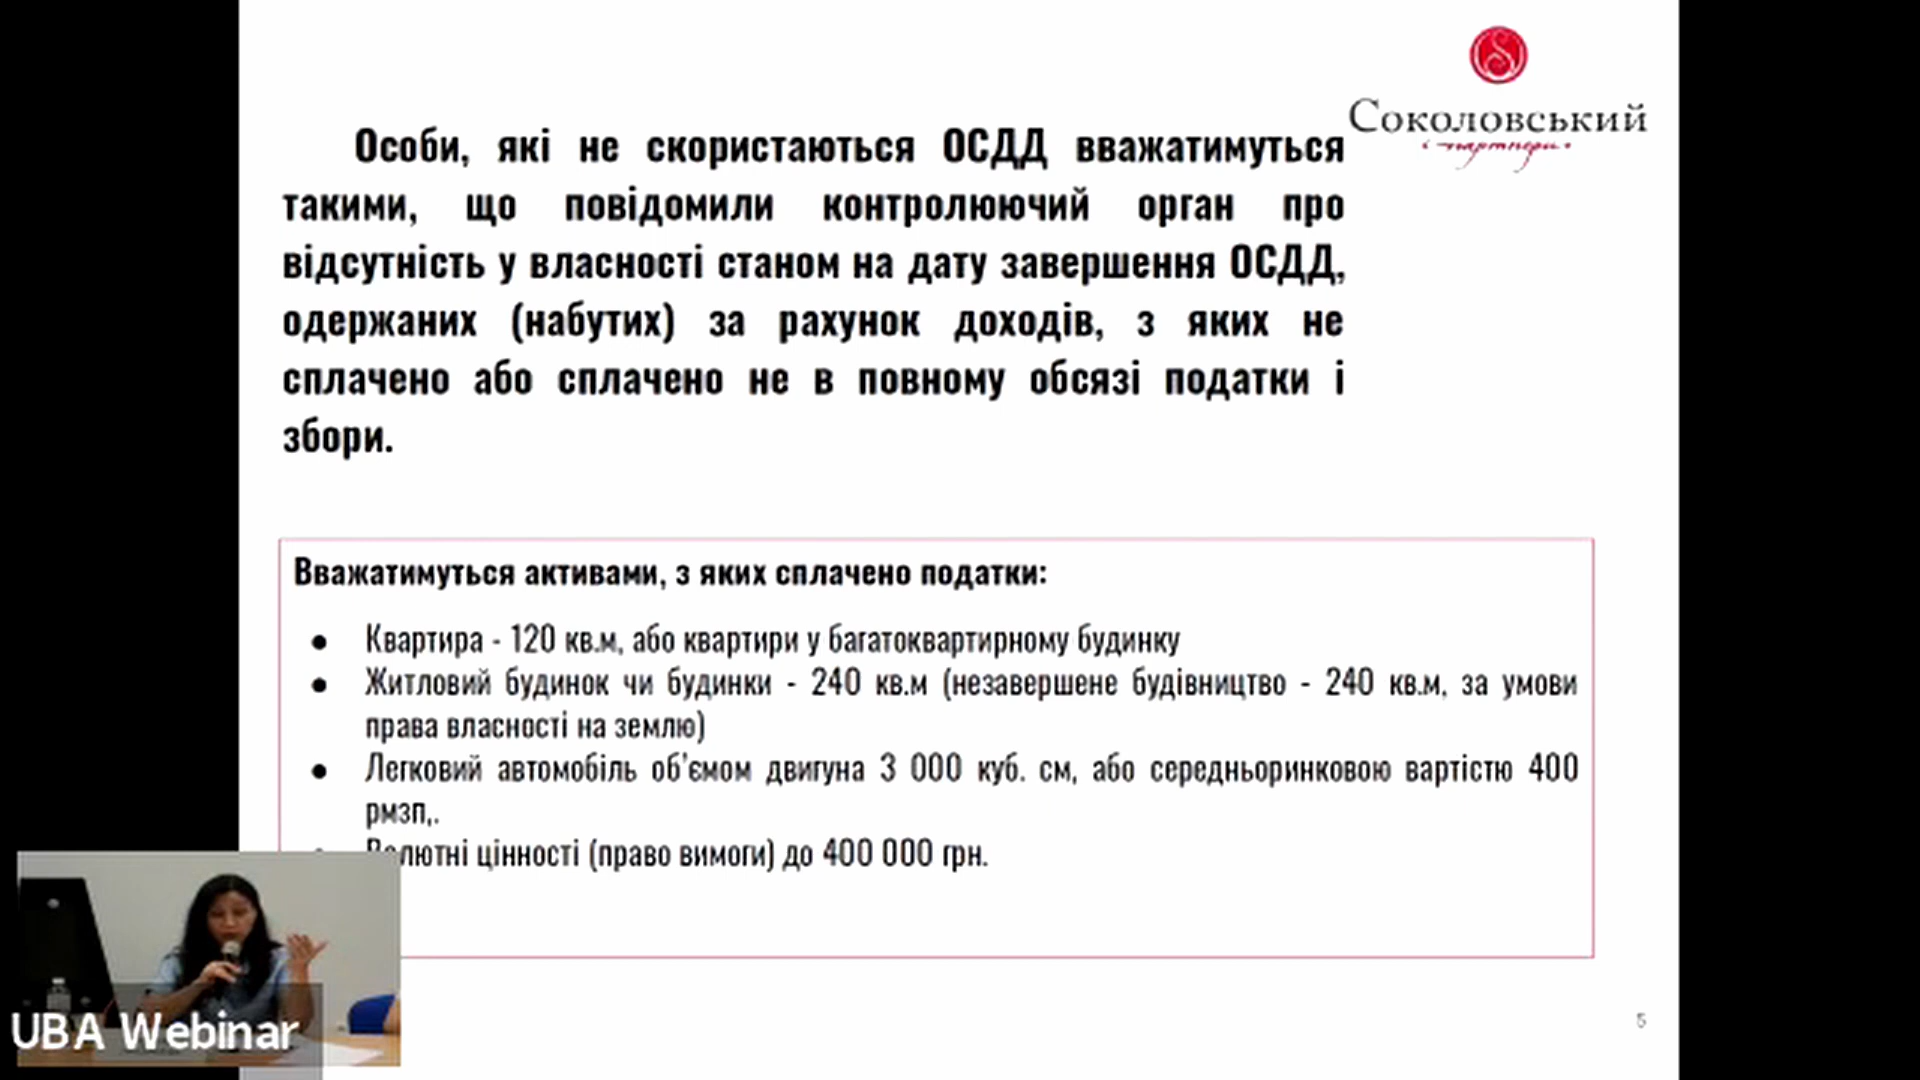 Соколовський
і партнери
Особи, які не скористаються ОСДД вважатимуться
такими, що повідомили контролюючий орган про
відсутність у власності станом на дату завершення ОСДД,
одержаних (набутих) за рахунок доходів, з яких не
сплачено або сплачено не в повному обсязі податки і
збори.
Вважатимуться активами, з яких сплачено податки:
● Квартира - 120 кв.м, або квартири у багатоквартирному будинку
● Житловий будинок чи будинки - 240 кв.м (незавершене будівництво - 240 кв.м, за умови
права власності на землю)
● Легковий автомобіль об'ємом двигуна 3 000 куб. см, або середньоринковою вартістю 400
рмзп,.
Валютні цінності (право вимоги) до 400 000 грн.
UBA Webinar
5